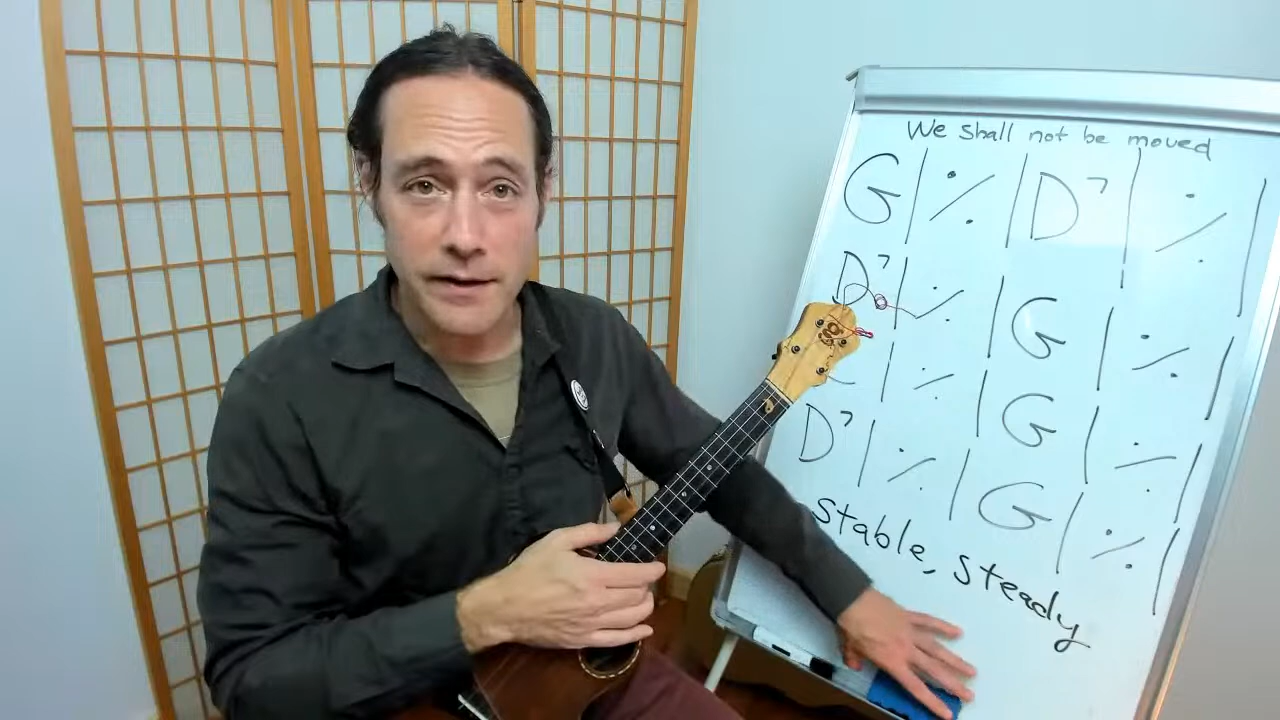 We shall not be moved
G | ٪ | D7 | ٪ |
D7 | ٪ | G | ٪ |
٪ | G | ٪ |
D7 | ٪ | G | ٪ |
stable, steady
g